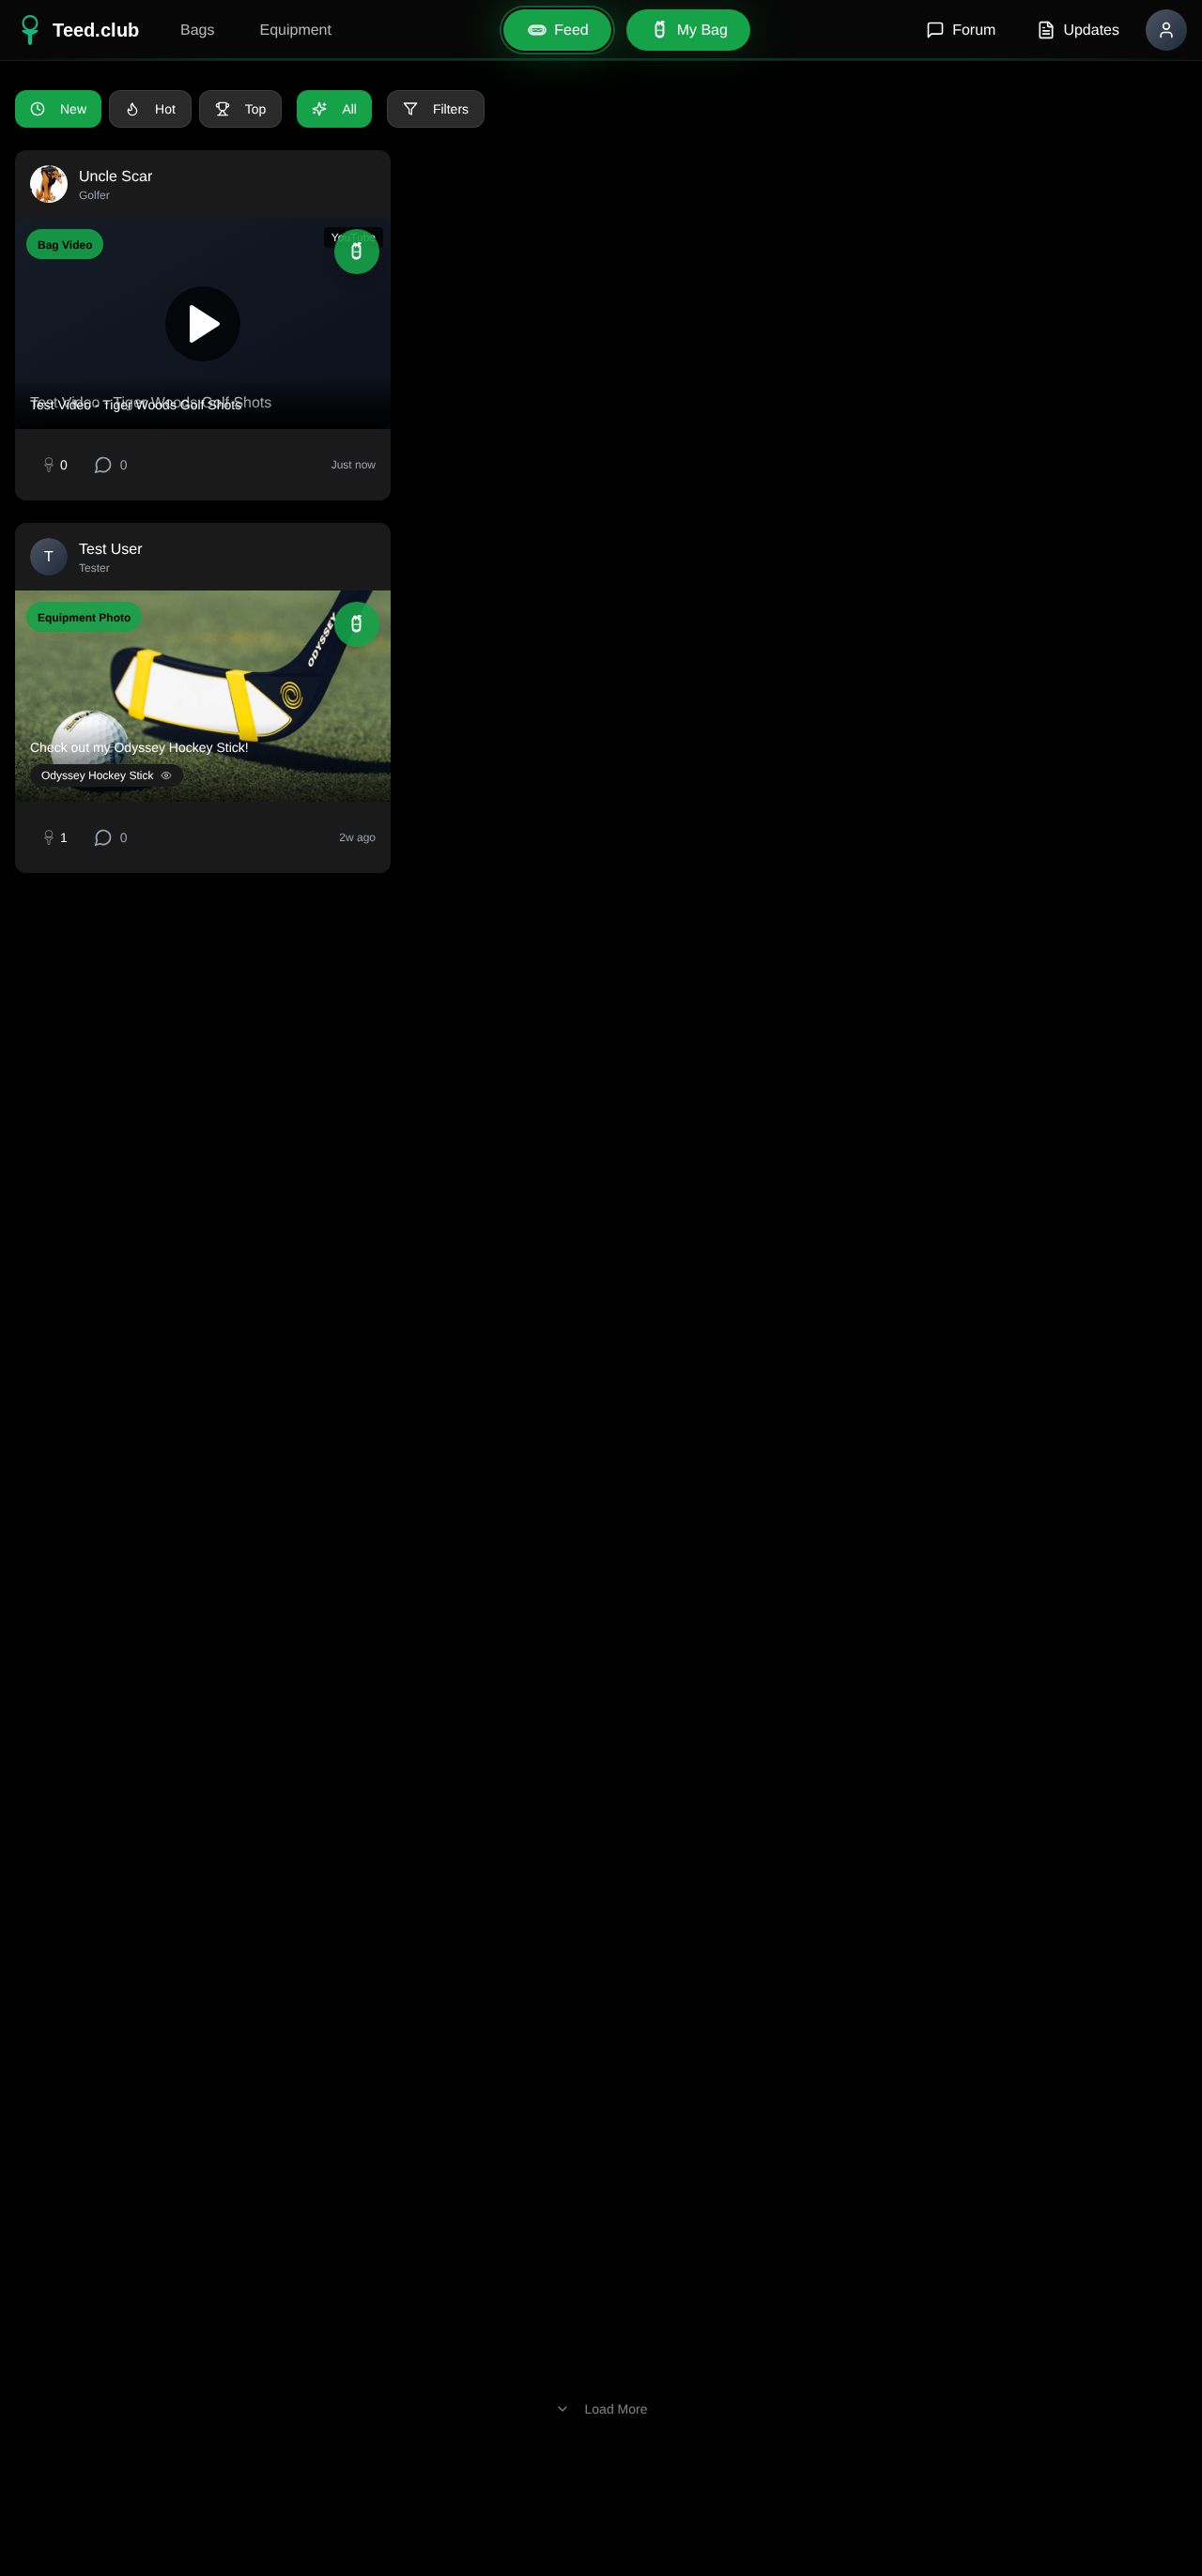 Teed.club
Bags
Equipment
Feed
My Bag
Forum
Updates
New
Hot
Top
All
Filters
Uncle Scar
Golfer
Bag Video
YouTube
Test Video - Tiger Woods Golf Shots
Test Video - Tiger Woods Golf Shots
0
0
Just now
T
Test User
Tester
Equipment Photo
ODYSSEY
Check out my Odyssey Hockey Stick!
Odyssey Hockey Stick
1
0
2w ago
Load More